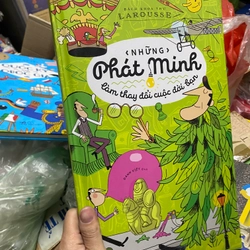 BÁCH KHOA THƯ
LAROUSSE
NHỮNG
Phát Minh
Làm thay đổi cuộc đời bạn